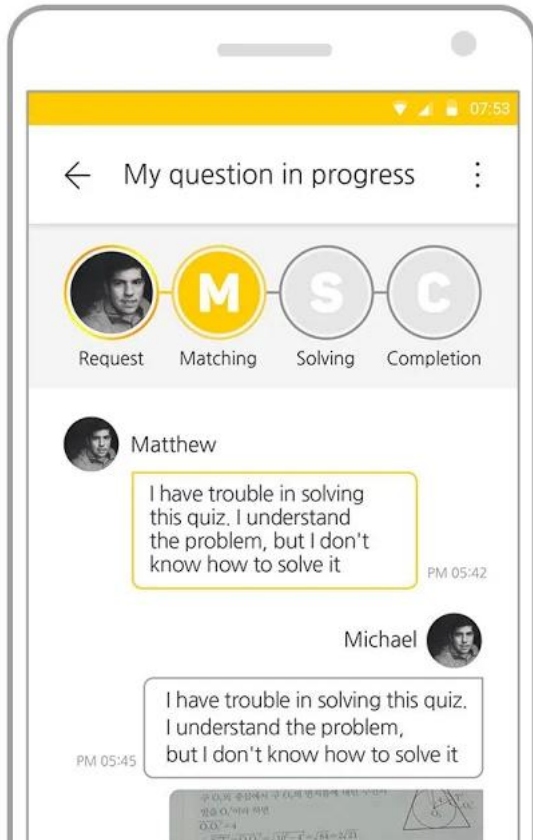 07:53
My question in progress
M S C
Request Matching Solving Completion
Matthew
I have trouble in solving
this quiz. I understand
the problem, but I don't
know how to solve it
PM 05:42
Michael
I have trouble in solving this quiz.
I understand the problem,
but I don't know how to solve it
PM 05:45